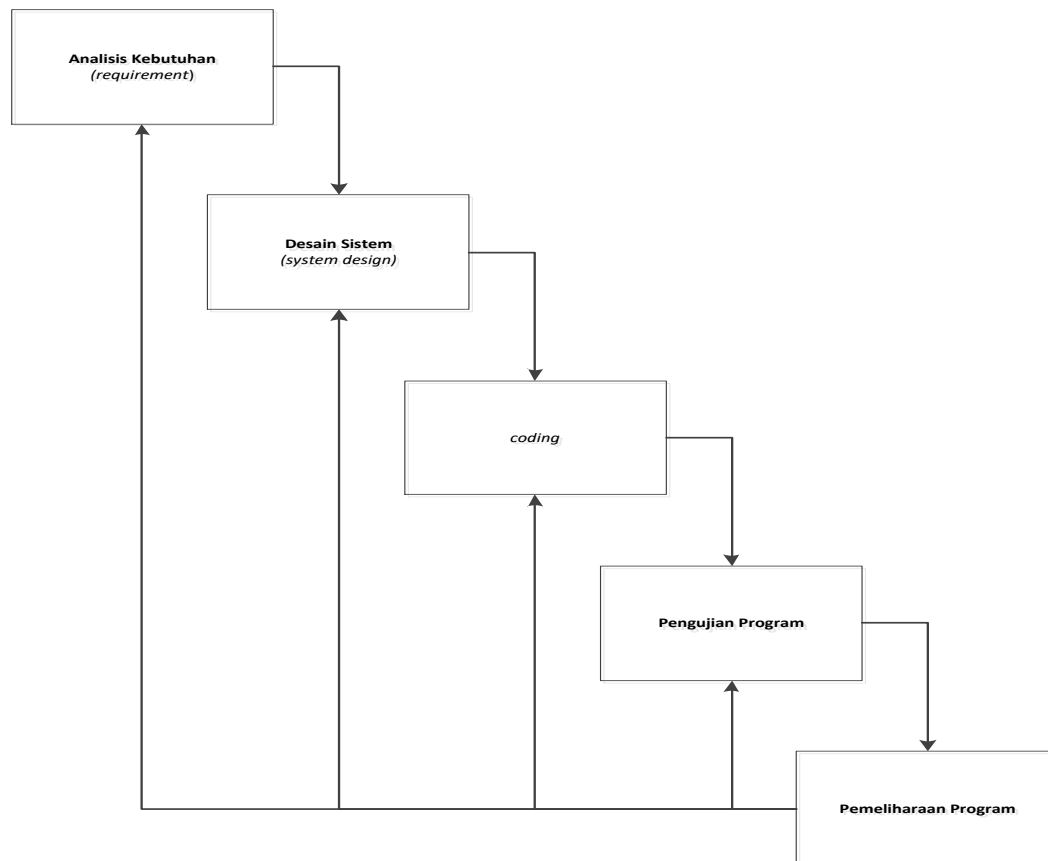 Analisis Kebutuhan
(requirement)
Desain Sistem
(system design)
coding
Pengujian Program
Pemeliharaan Program